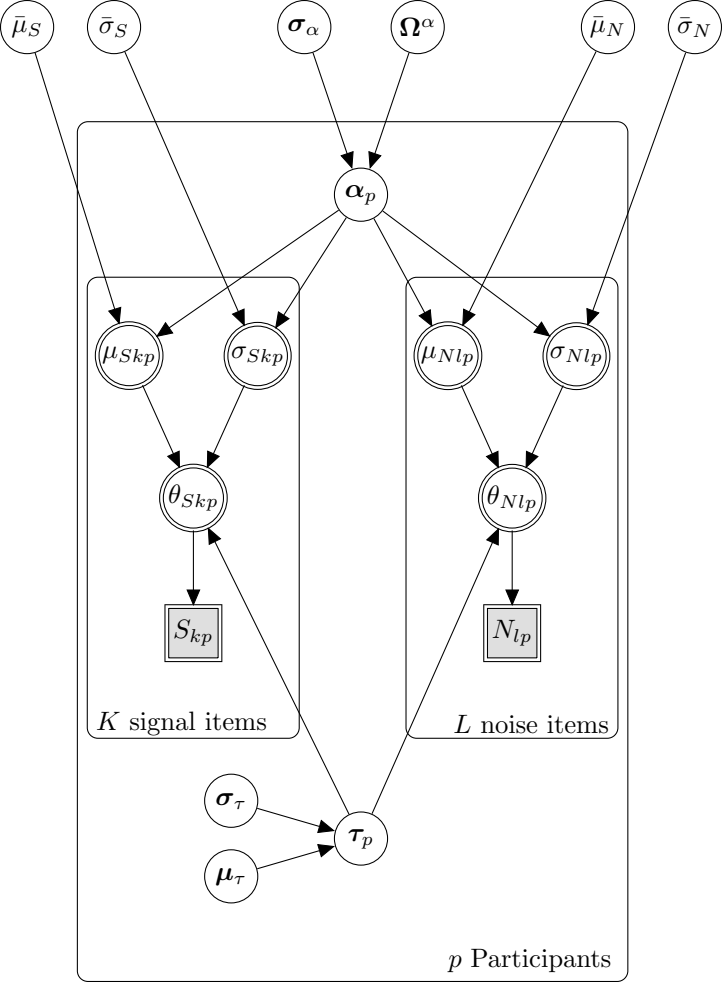 μ̄_S σ̄_S σ_α Ω^α μ̄_N σ̄_N
α_p
μ_Skp σ_Skp μ_Nlp σ_Nlp
θ_Skp θ_Nlp
S_kp N_lp
K signal items L noise items
σ_τ
τ_p
μ_τ
p Participants